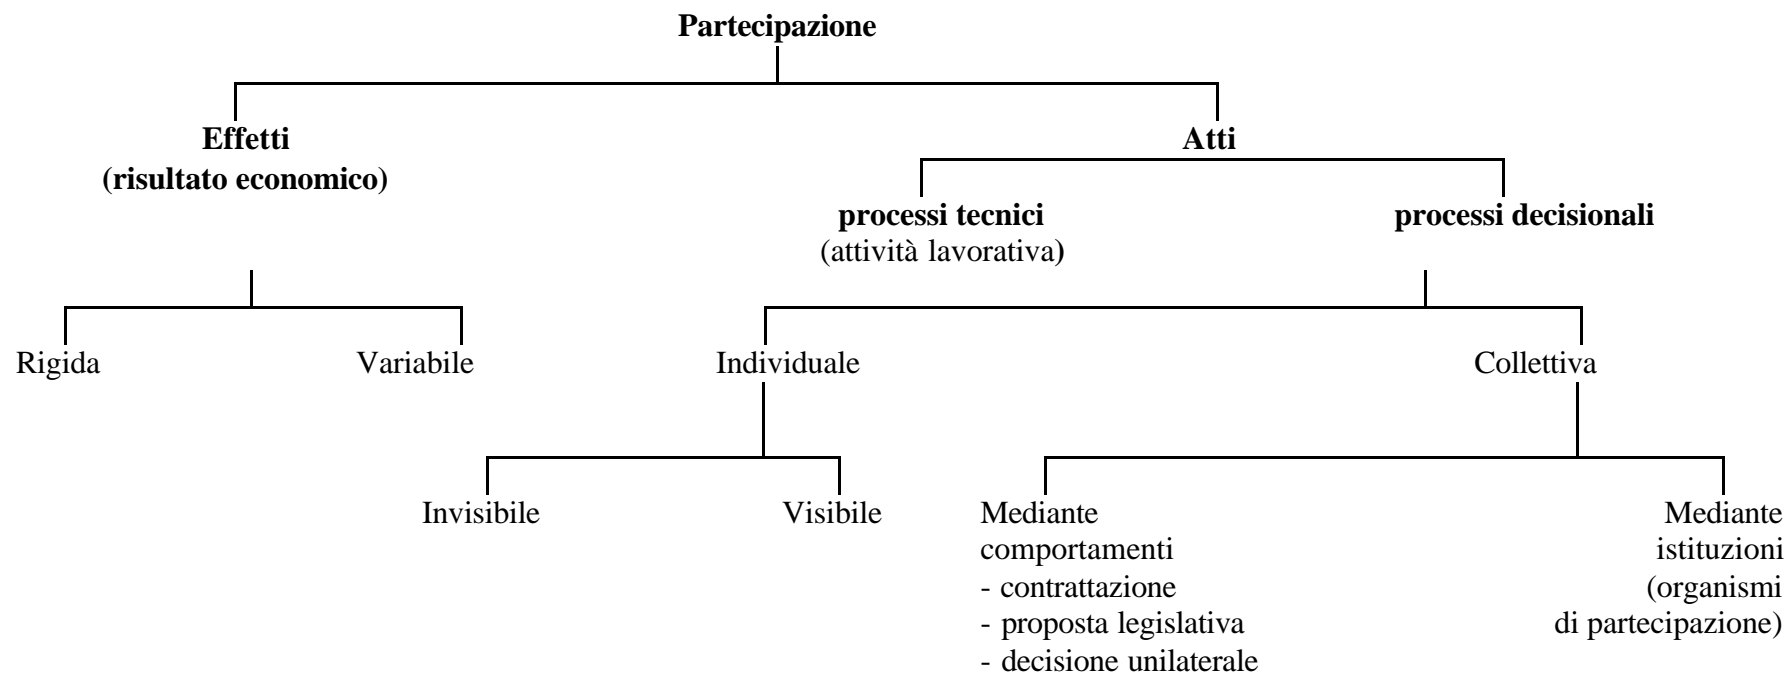 Partecipazione
Effetti
(risultato economico)
Atti
processi tecnici
(attività lavorativa)
processi decisionali
Rigida
Variabile
Individuale
Collettiva
Invisibile
Visibile
Mediante
comportamenti
- contrattazione
- proposta legislativa
- decisione unilaterale
Mediante
istituzioni
(organismi
di partecipazione)